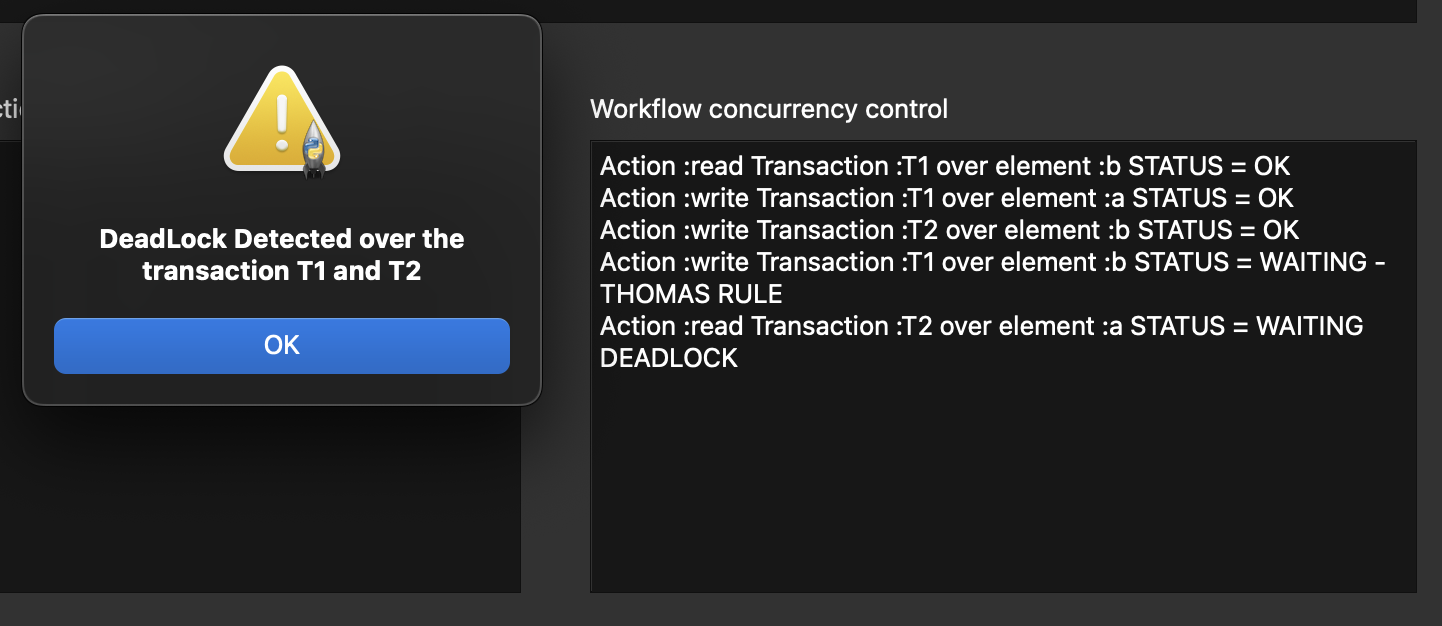 DeadLock Detected over the
transaction T1 and T2
OK
Workflow concurrency control
Action :read Transaction :T1 over element :b STATUS = OK
Action :write Transaction :T1 over element :a STATUS = OK
Action :write Transaction :T2 over element :b STATUS = OK
Action :write Transaction :T1 over element :b STATUS = WAITING -
THOMAS RULE
Action :read Transaction :T2 over element :a STATUS = WAITING
DEADLOCK